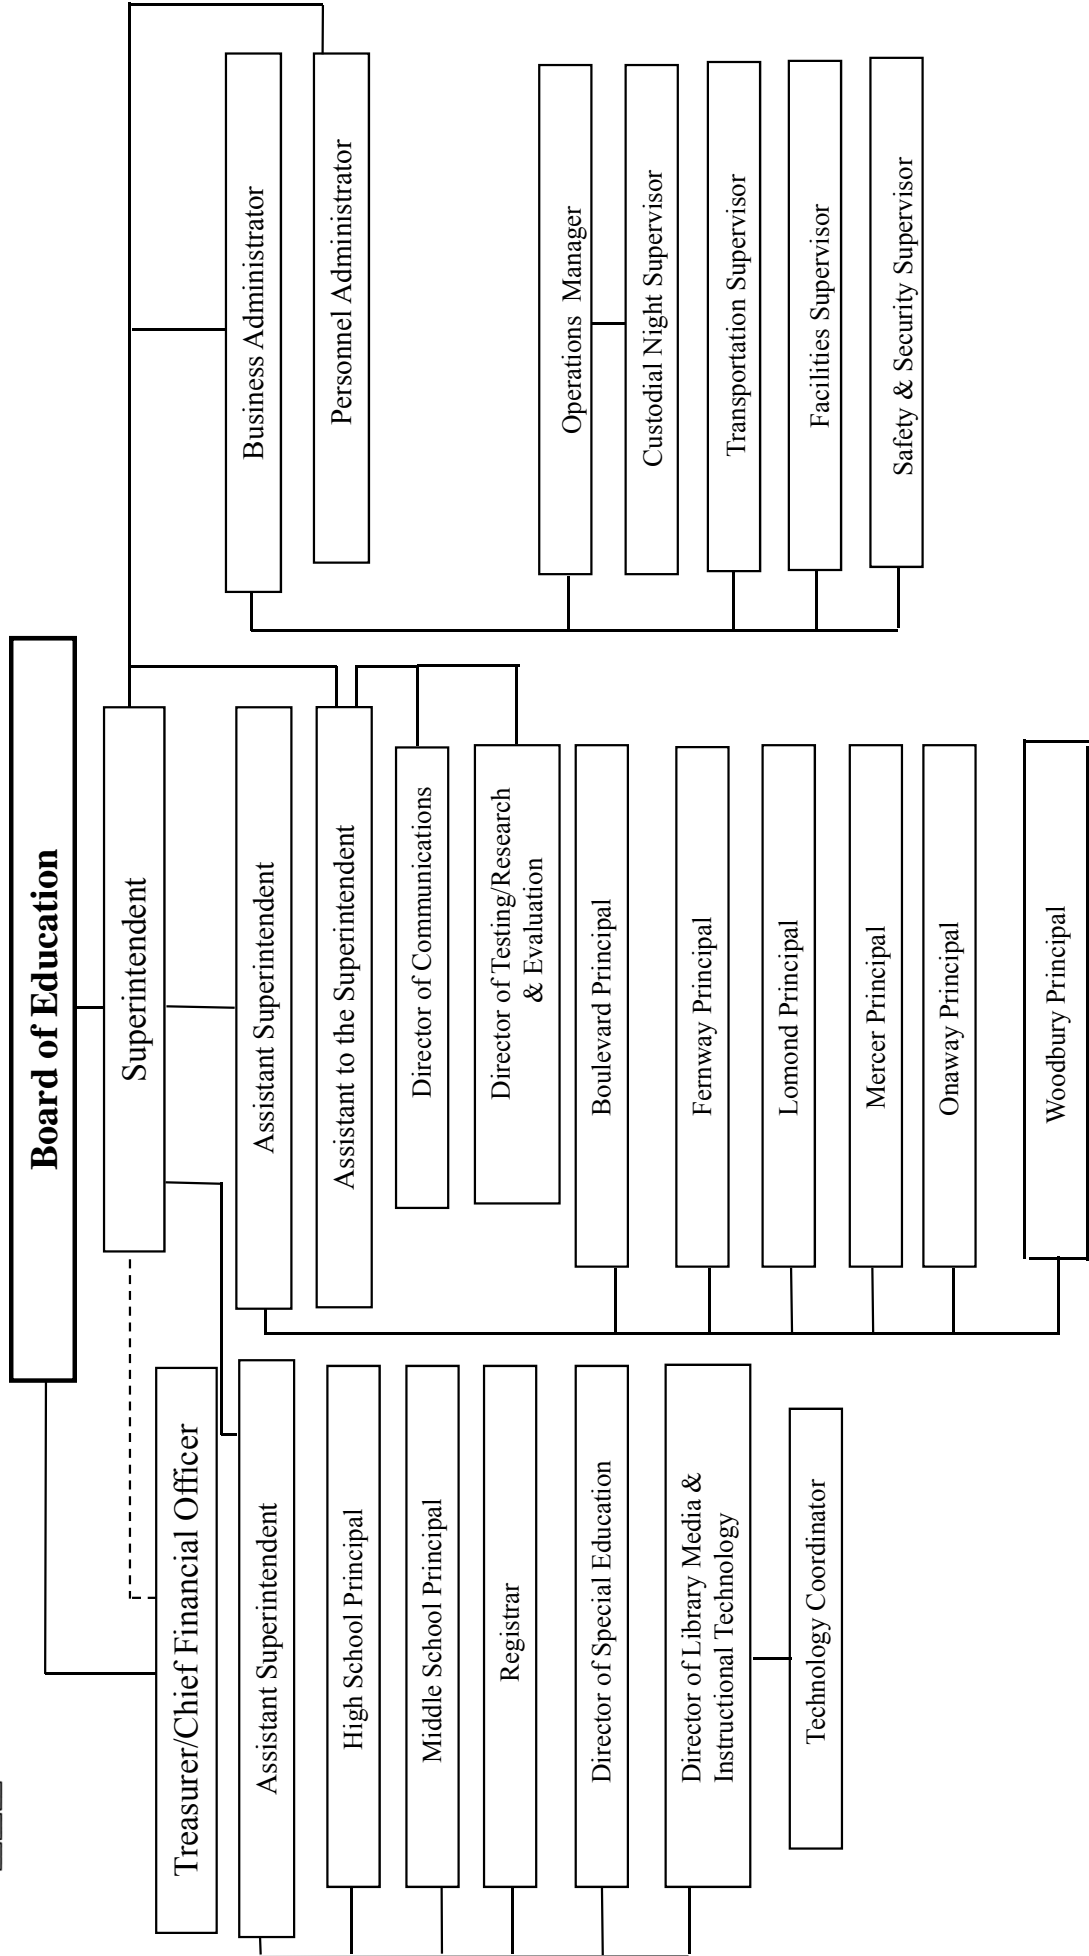 Board of Education
Superintendent
Treasurer/Chief Financial Officer
Assistant Superintendent
High School Principal
Middle School Principal
Registrar
Director of Special Education
Director of Library Media &
Instructional Technology
Technology Coordinator
Assistant Superintendent
Assistant to the Superintendent
Director of Communications
Director of Testing/Research
& Evaluation
Boulevard Principal
Fernway Principal
Lomond Principal
Mercer Principal
Onaway Principal
Woodbury Principal
Business Administrator
Personnel Administrator
Operations  Manager
Custodial Night Supervisor
Transportation Supervisor
Facilities Supervisor
Safety & Security Supervisor